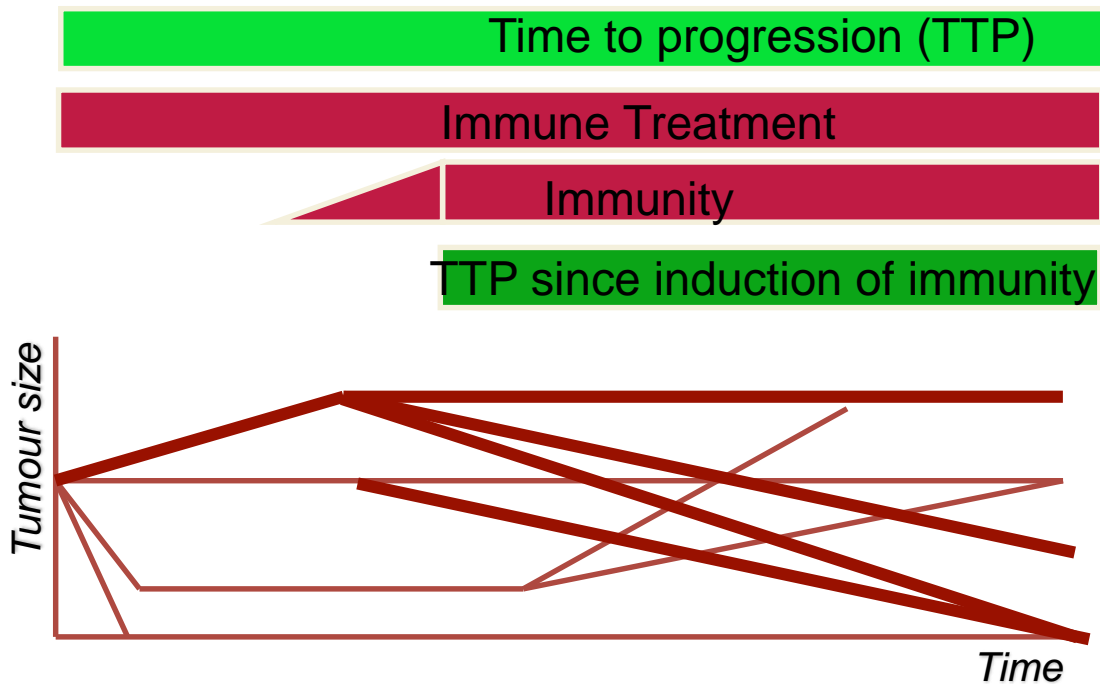 Time to progression (TTP)
Immune Treatment
Immunity
TTP since induction of immunity
Tumour size
Time